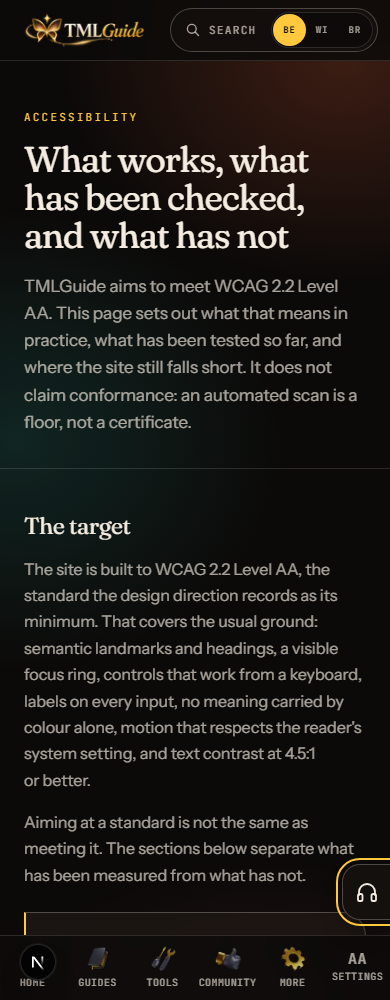 TMLGuide
SEARCH
BE WI BR
ACCESSIBILITY
What works, what
has been checked,
and what has not
TMLGuide aims to meet WCAG 2.2 Level
AA. This page sets out what that means in
practice, what has been tested so far, and
where the site still falls short. It does not
claim conformance: an automated scan is a
floor, not a certificate.
The target
The site is built to WCAG 2.2 Level AA, the
standard the design direction records as its
minimum. That covers the usual ground:
semantic landmarks and headings, a visible
focus ring, controls that work from a keyboard,
labels on every input, no meaning carried by
colour alone, motion that respects the reader's
system setting, and text contrast at 4.5:1
or better.
Aiming at a standard is not the same as
meeting it. The sections below separate what
has been measured from what has not.
N
AA
HOME GUIDES TOOLS COMMUNITY MORE SETTINGS